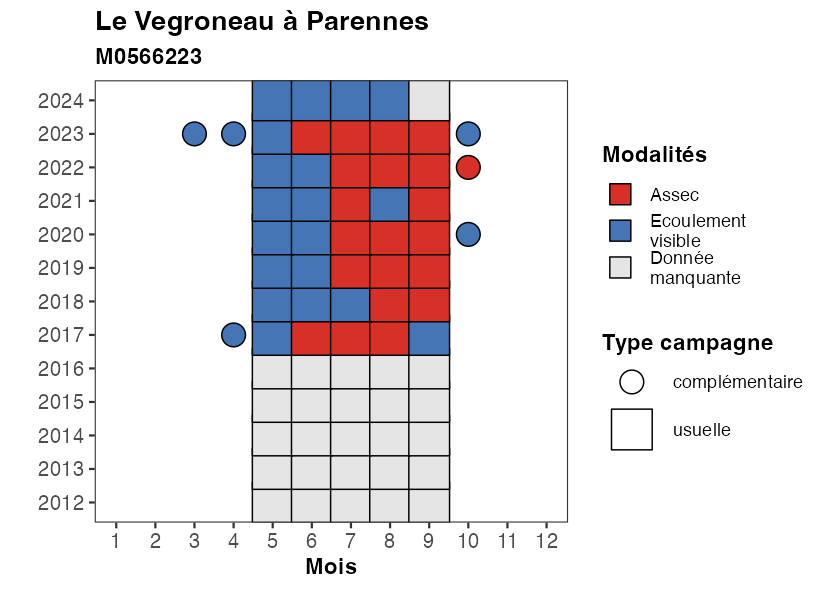 Le Vegroneau à Parennes
M0566223
2024
2023
2022
2021
2020
2019
2018
2017
2016
2015
2014
2013
2012
1 2 3 4 5 6 7 8 9 10 11 12
Mois
Modalités
Assec
Ecoulement
visible
Donnée
manquante
Type campagne
complémentaire
usuelle